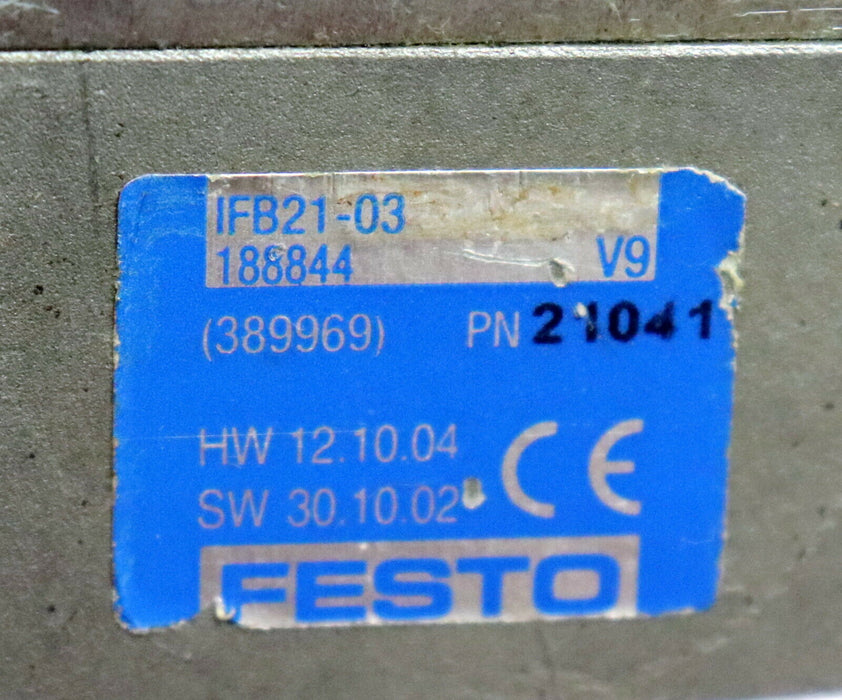 IFB21-03
188844 V9
(389969) PN 21041
HW 12.10.04 CE
SW 30.10.02
FESTO